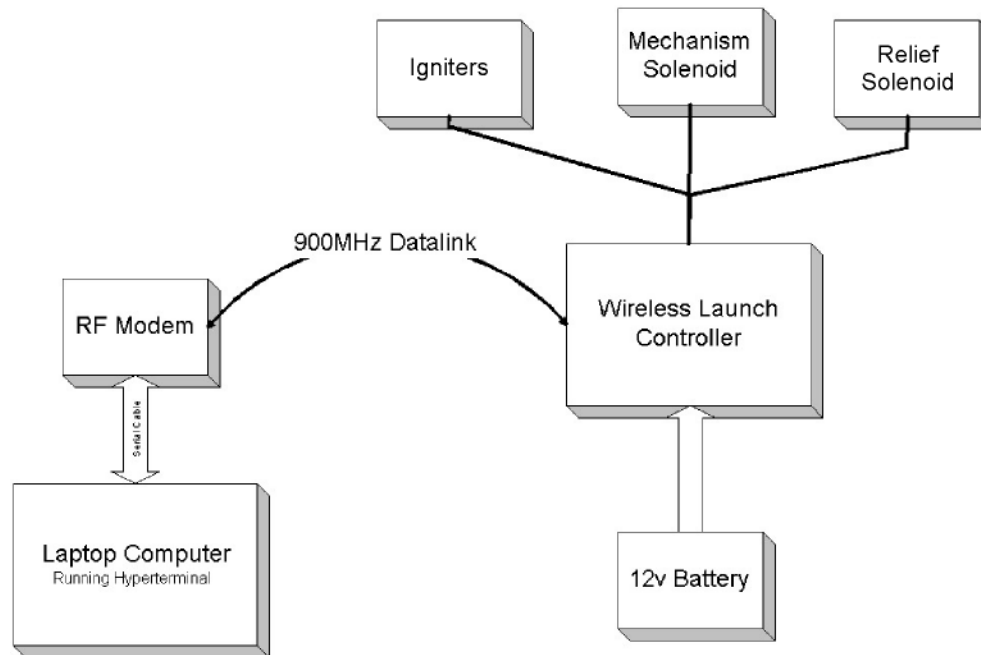 Igniters
Mechanism
Solenoid
Relief
Solenoid
900MHz Datalink
RF Modem
Wireless Launch
Controller
Serial Cable
Laptop Computer
Running Hyperterminal
12v Battery